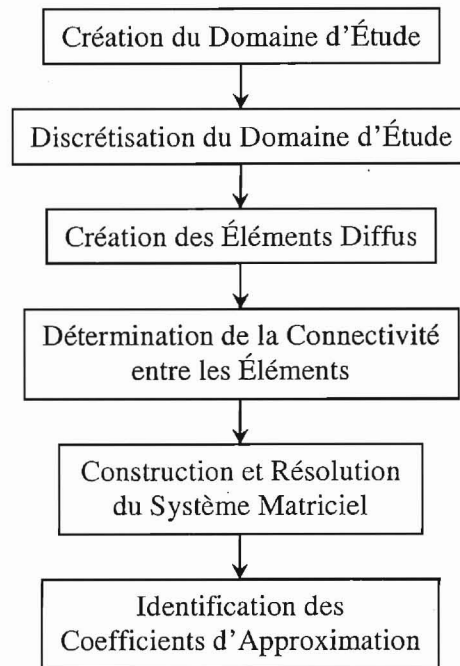 Création du Domaine d'Étude
Discrétisation du Domaine d'Étude
Création des Éléments Diffus
Détermination de la Connectivité
entre les Éléments
Construction et Résolution
du Système Matriciel
Identification des
Coefficients d'Approximation